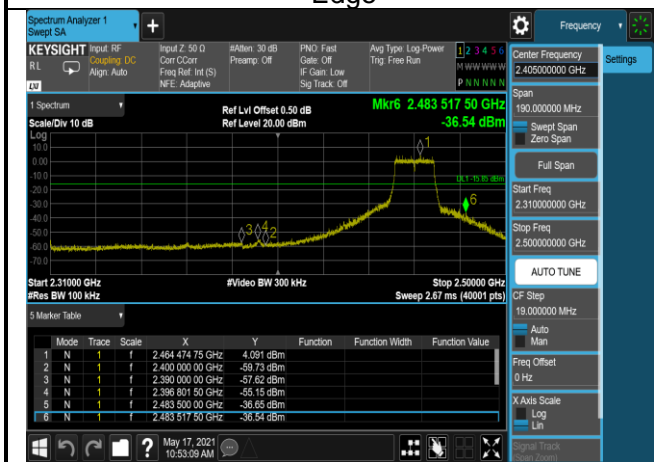 Edge
Spectrum Analyzer 1
Swept SA
Frequency
KEYSIGHT
RL
LXI
Input: RF
Coupling: DC
Align: Auto
Input Z: 50 Ω
Corr CCorr
Freq Ref: Int (S)
NFE: Adaptive
#Atten: 30 dB
Preamp: Off
PNO: Fast
Gate: Off
IF Gain: Low
Sig Track: Off
Avg Type: Log-Power
Trig: Free Run
1 2 3 4 5 6
M W W W W W
P N N N N N
Center Frequency
2.405000000 GHz
Settings
Span
190.000000 MHz
Swept Span
Zero Span
Full Span
Start Freq
2.310000000 GHz
Stop Freq
2.500000000 GHz
AUTO TUNE
CF Step
19.000000 MHz
Auto
Man
Freq Offset
0 Hz
X Axis Scale
Log
Lin
Signal Track
(Span Zoom)
1 Spectrum
Scale/Div 10 dB
Log
Ref Lvl Offset 0.50 dB
Ref Level 20.00 dBm
Mkr6 2.483 517 50 GHz
-36.54 dBm
10.0
0.00
-10.0
-20.0
-30.0
-40.0
-50.0
-60.0
-70.0
1
6
3 4 2
Start 2.31000 GHz
#Res BW 100 kHz
#Video BW 300 kHz
Stop 2.50000 GHz
Sweep 2.67 ms (40001 pts)
5 Marker Table
Mode Trace Scale X Y Function Function Width Function Value
1 N 1 f 2.464 474 75 GHz 4.091 dBm
2 N 1 f 2.400 000 00 GHz -59.73 dBm
3 N 1 f 2.390 000 00 GHz -57.62 dBm
4 N 1 f 2.396 801 50 GHz -55.15 dBm
5 N 1 f 2.483 500 00 GHz -36.65 dBm
6 N 1 f 2.483 517 50 GHz -36.54 dBm
?
May 17, 2021
10:53:09 AM